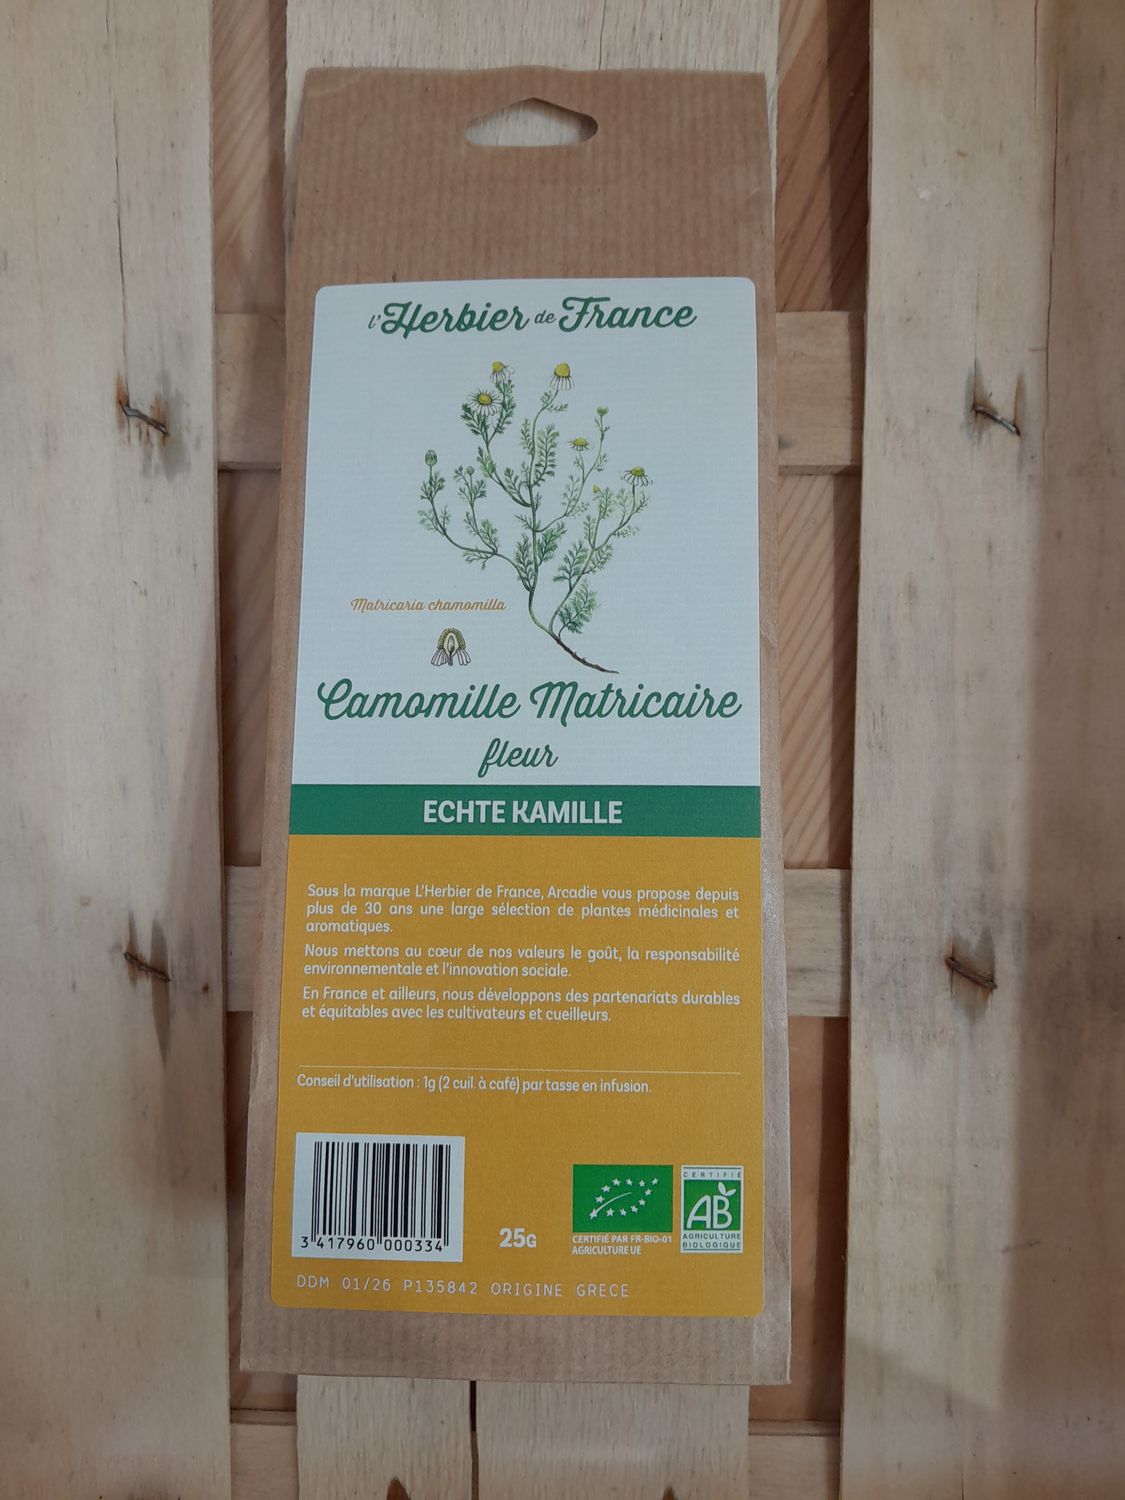 l'Herbier de France
Matricaria chamomilla
Camomille Matricaire
fleur
ECHTE KAMILLE
Sous la marque L'Herbier de France, Arcadie vous propose depuis
plus de 30 ans une large sélection de plantes médicinales et
aromatiques.
Nous mettons au cœur de nos valeurs le goût, la responsabilité
environnementale et l'innovation sociale.
En France et ailleurs, nous développons des partenariats durables
et équitables avec les cultivateurs et cueilleurs.
Conseil d'utilisation : 1g (2 cuil. à café) par tasse en infusion.
3 417960 000334
25G
CERTIFIÉ PAR FR-BIO-01
AGRICULTURE UE
CERTIFIÉ
AB
AGRICULTURE
BIOLOGIQUE
DDM 01/26 P135842 ORIGINE GRECE